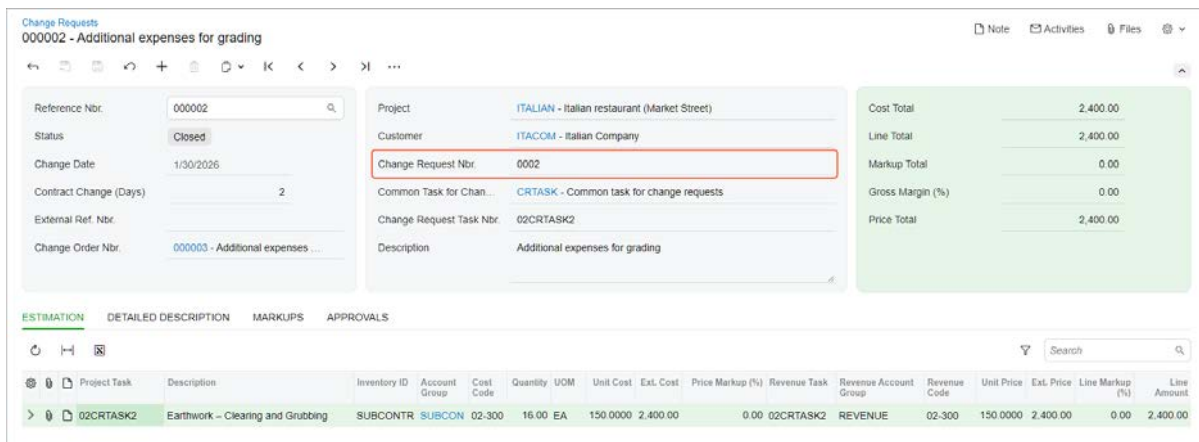 Change Requests
000002 - Additional expenses for grading
Note Activities Files
Reference Nbr. 000002
Status Closed
Change Date 1/30/2026
Contract Change (Days) 2
External Ref. Nbr.
Change Order Nbr. 000003 - Additional expenses ...
Project ITALIAN - Italian restaurant (Market Street)
Customer ITACOM - Italian Company
Change Request Nbr. 0002
Common Task for Chan... CRTASK - Common task for change requests
Change Request Task Nbr. 02CRTASK2
Description Additional expenses for grading
Cost Total 2,400.00
Line Total 2,400.00
Markup Total 0.00
Gross Margin (%) 0.00
Price Total 2,400.00
ESTIMATION DETAILED DESCRIPTION MARKUPS APPROVALS
Search
Project Task Description Inventory ID Account Group Cost Code Quantity UOM Unit Cost Ext. Cost Price Markup (%) Revenue Task Revenue Account Group Revenue Code Unit Price Ext. Price Line Markup (%) Line Amount
02CRTASK2 Earthwork – Clearing and Grubbing SUBCONTR SUBCON 02-300 16.00 EA 150.0000 2,400.00 0.00 02CRTASK2 REVENUE 02-300 150.0000 2,400.00 0.00 2,400.00